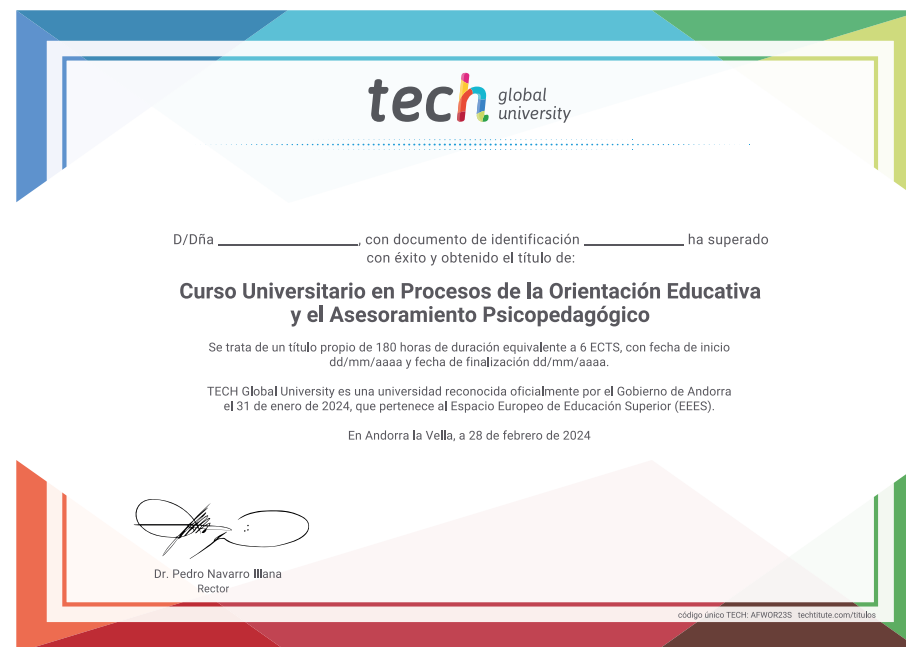 tech global university
D/Dña ____________________, con documento de identificación ______________ ha superado
con éxito y obtenido el título de:
Curso Universitario en Procesos de la Orientación Educativa
y el Asesoramiento Psicopedagógico
Se trata de un título propio de 180 horas de duración equivalente a 6 ECTS, con fecha de inicio
dd/mm/aaaa y fecha de finalización dd/mm/aaaa.
TECH Global University es una universidad reconocida oficialmente por el Gobierno de Andorra
el 31 de enero de 2024, que pertenece al Espacio Europeo de Educación Superior (EEES).
En Andorra la Vella, a 28 de febrero de 2024
Dr. Pedro Navarro Illana
Rector
código único TECH: AFWOR23S techtitute.com/titulos